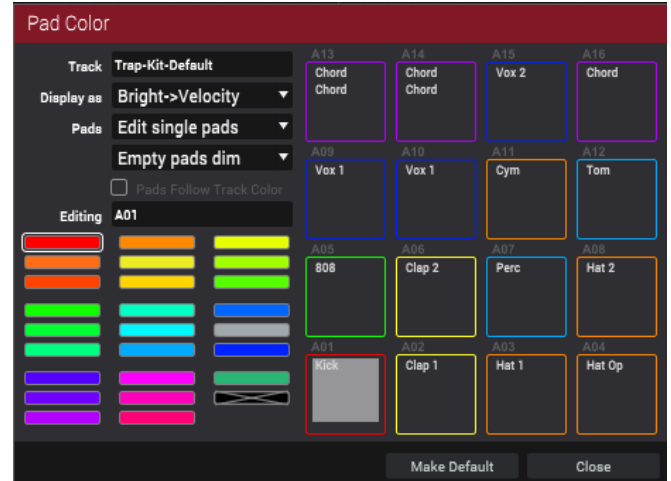 Pad Color
Track Trap-Kit-Default
Display as Bright->Velocity
Pads Edit single pads
Empty pads dim
Pads Follow Track Color
Editing A01
A13 A14 A15 A16
Chord Chord Vox 2 Chord
Chord Chord
A09 A10 A11 A12
Vox 1 Vox 1 Cym Tom
A05 A06 A07 A08
808 Clap 2 Perc Hat 2
A01 A02 A03 A04
Kick Clap 1 Hat 1 Hat Op
Make Default Close